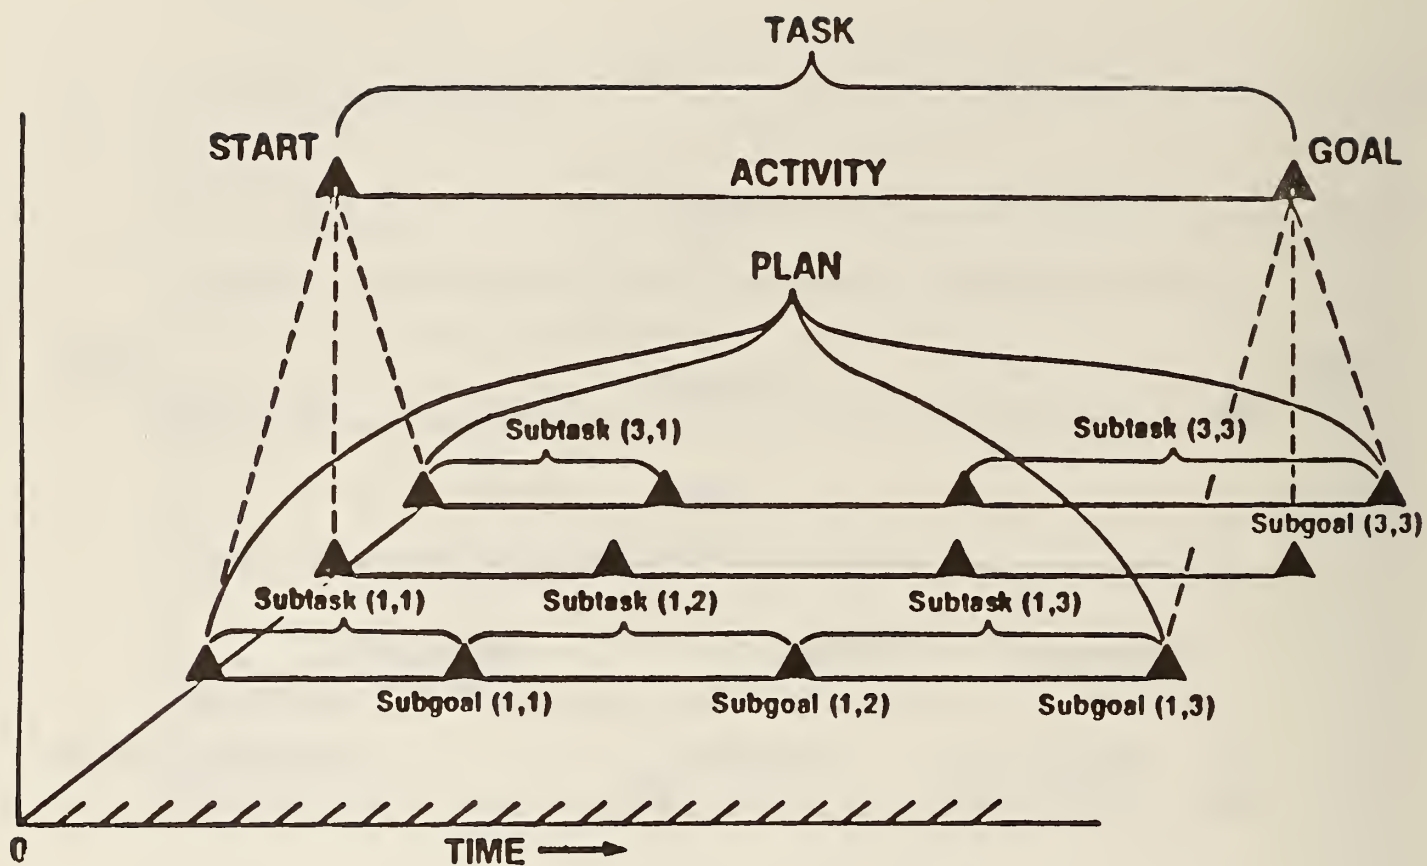 TASK
START
GOAL
ACTIVITY
PLAN
Subtask (3,1)
Subtask (3,3)
Subgoal (3,3)
Subtask (1,1)
Subtask (1,2)
Subtask (1,3)
Subgoal (1,1)
Subgoal (1,2)
Subgoal (1,3)
0
TIME